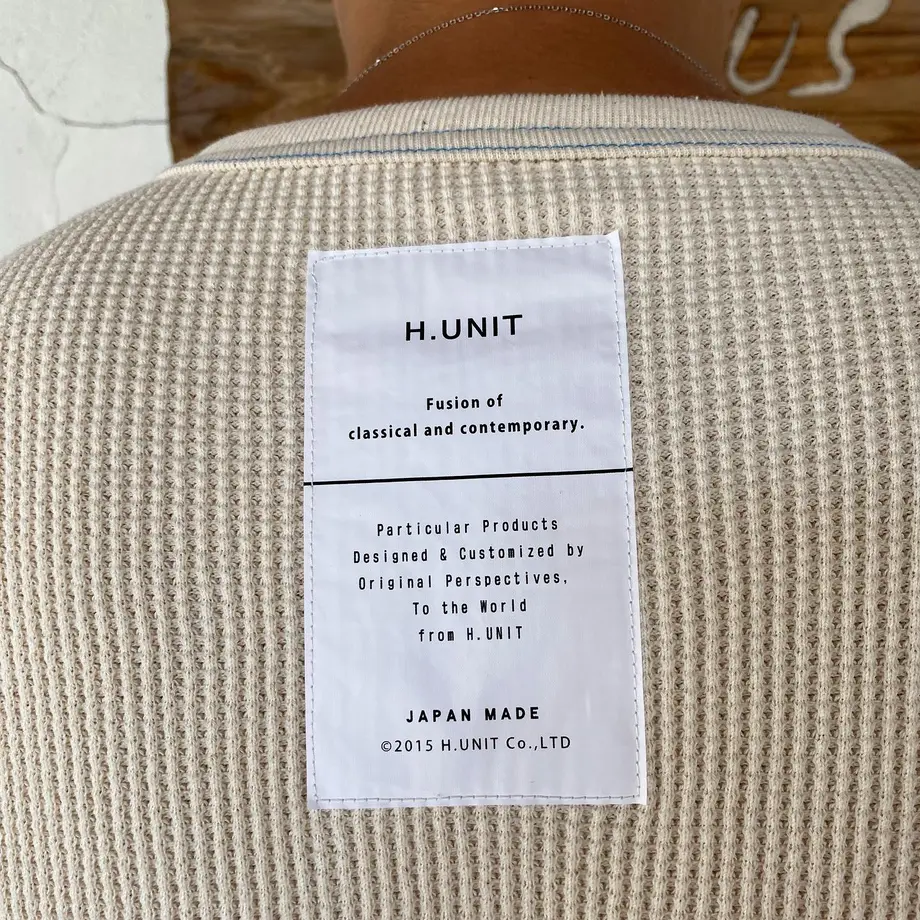 US
H.UNIT
Fusion of
classical and contemporary.
Particular Products
Designed & Customized by
Original Perspectives,
To the World
from H.UNIT
JAPAN MADE
©2015 H.UNIT Co.,LTD